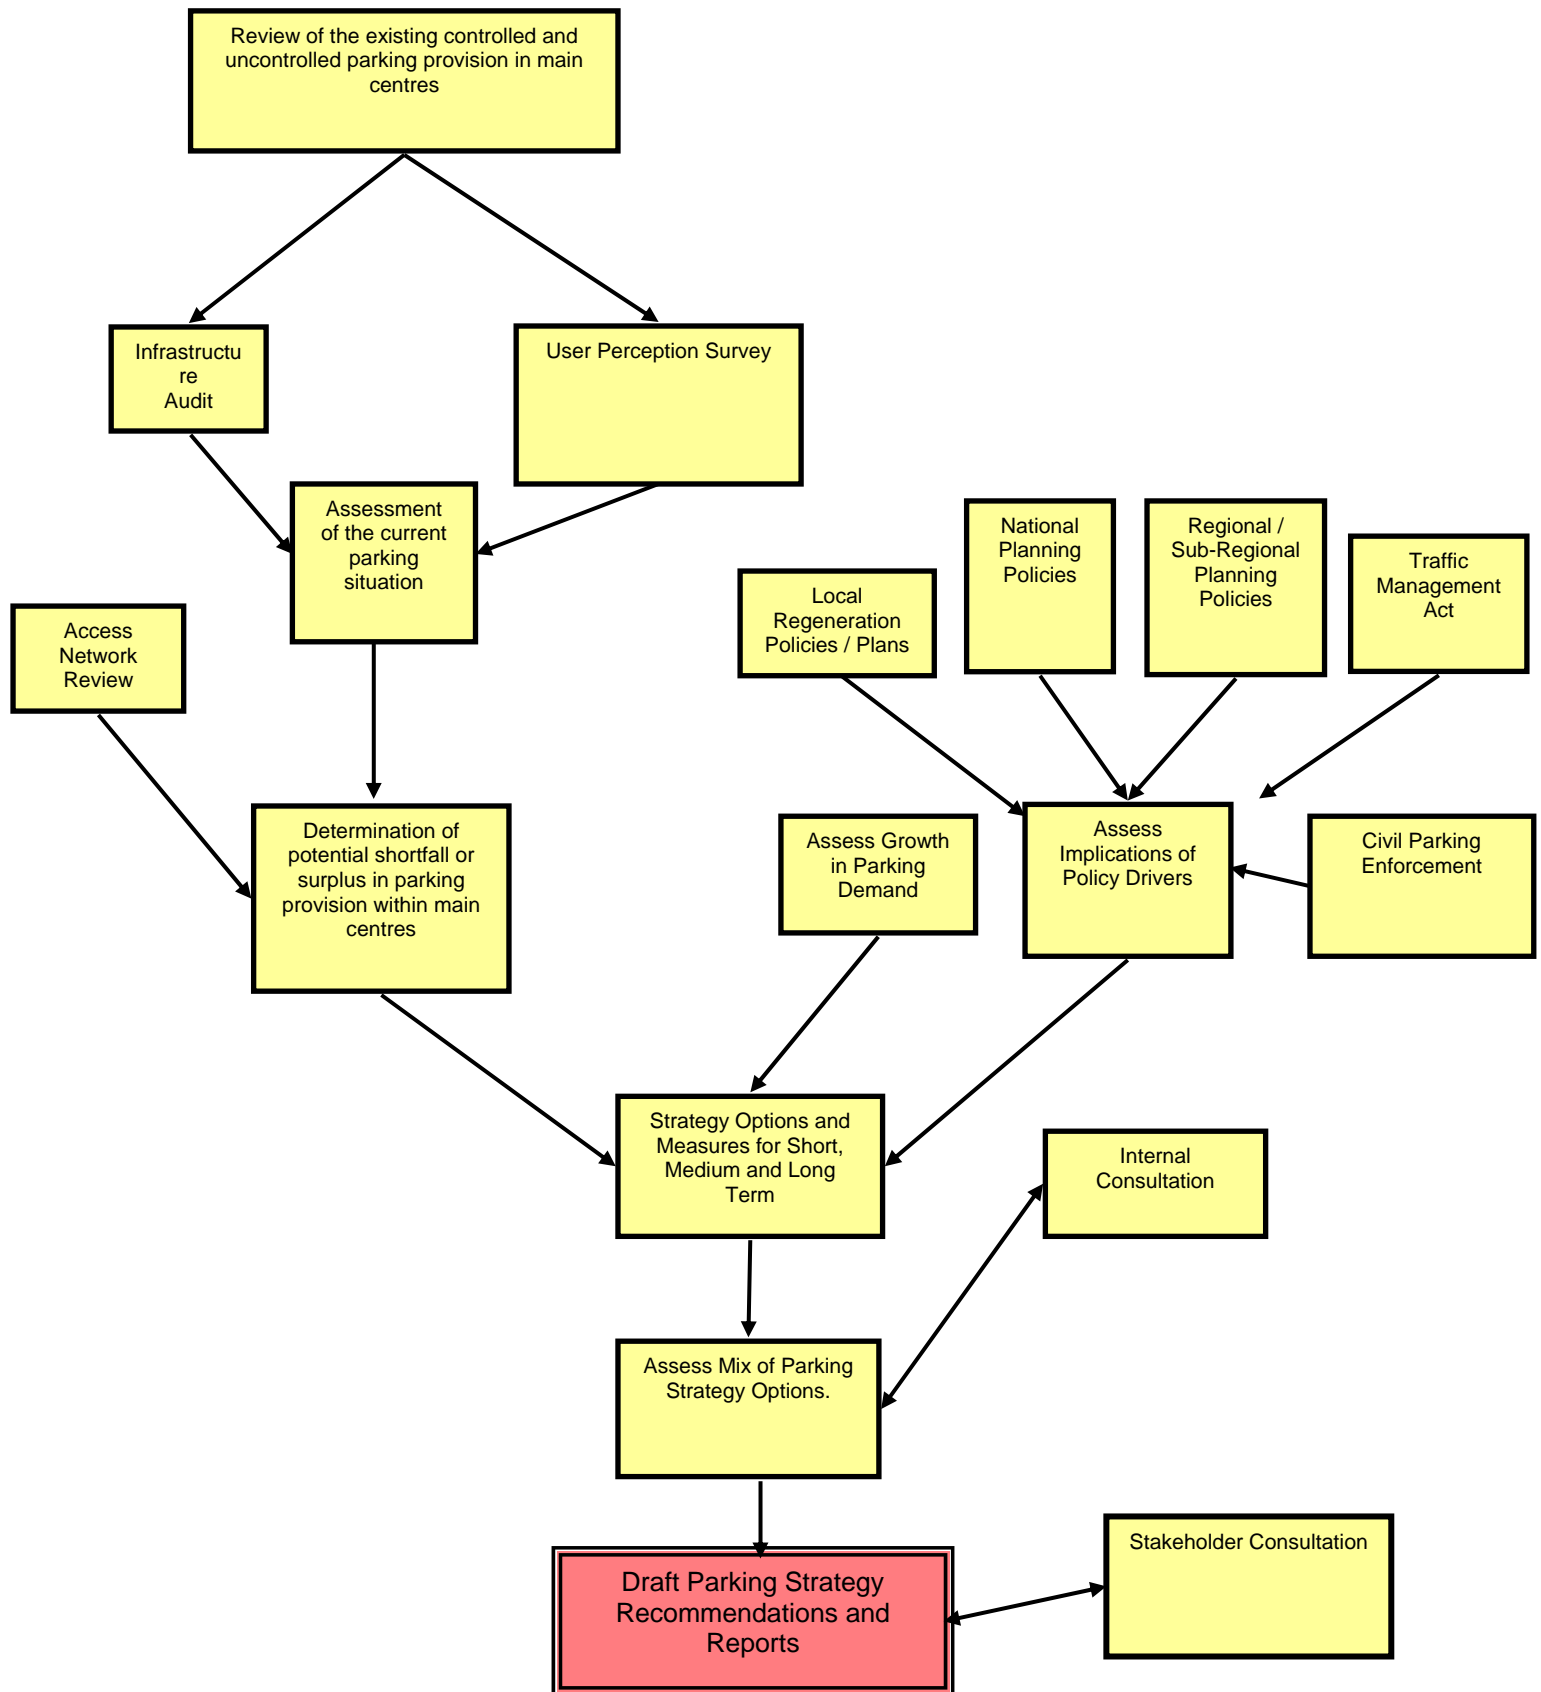 Review of the existing controlled and
uncontrolled parking provision in main
centres
Infrastructu
re
Audit
User Perception Survey
Assessment
of the current
parking
situation
National
Planning
Policies
Regional /
Sub-Regional
Planning
Policies
Traffic
Management
Act
Local
Regeneration
Policies / Plans
Access
Network
Review
Determination of
potential shortfall or
surplus in parking
provision within main
centres
Assess Growth
in Parking
Demand
Assess
Implications of
Policy Drivers
Civil Parking
Enforcement
Strategy Options and
Measures for Short,
Medium and Long
Term
Internal
Consultation
Assess Mix of Parking
Strategy Options.
Stakeholder Consultation
Draft Parking Strategy
Recommendations and
Reports